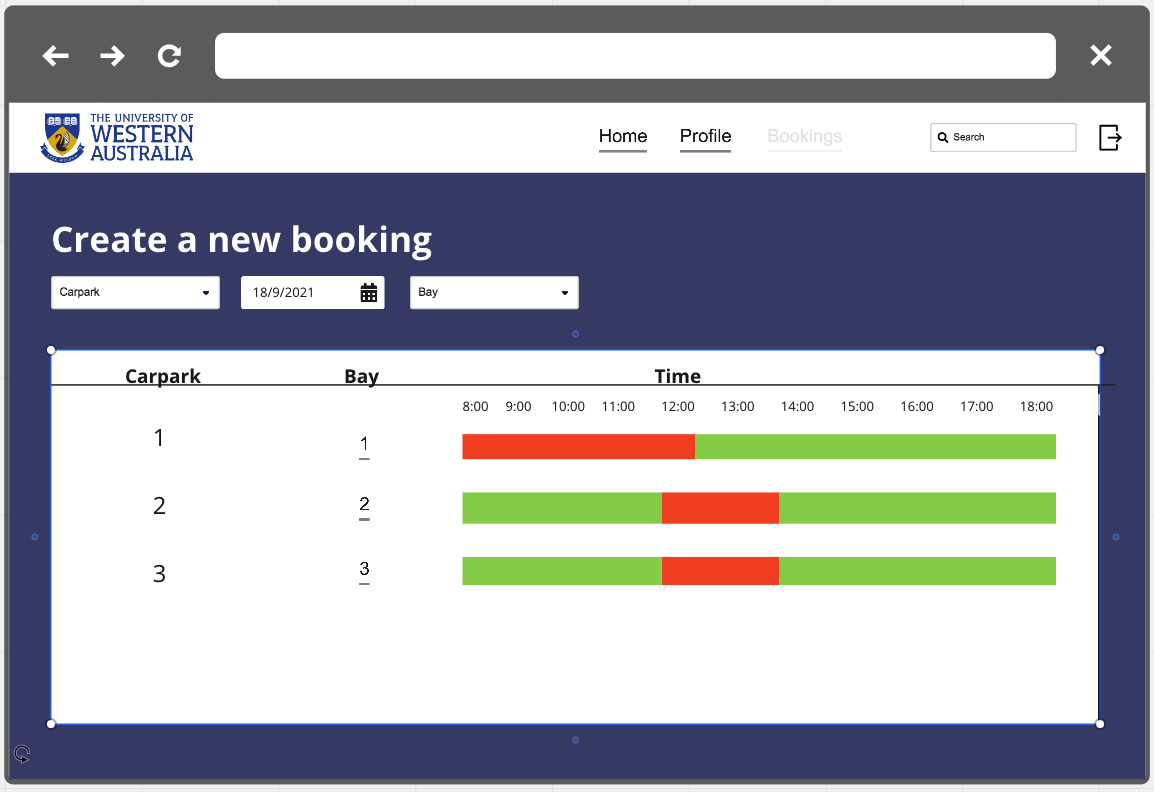 THE UNIVERSITY OF
WESTERN
AUSTRALIA
Home Profile Bookings
Search
Create a new booking
Carpark 18/9/2021 Bay
Carpark Bay Time
8:00 9:00 10:00 11:00 12:00 13:00 14:00 15:00 16:00 17:00 18:00
1 1
2 2
3 3